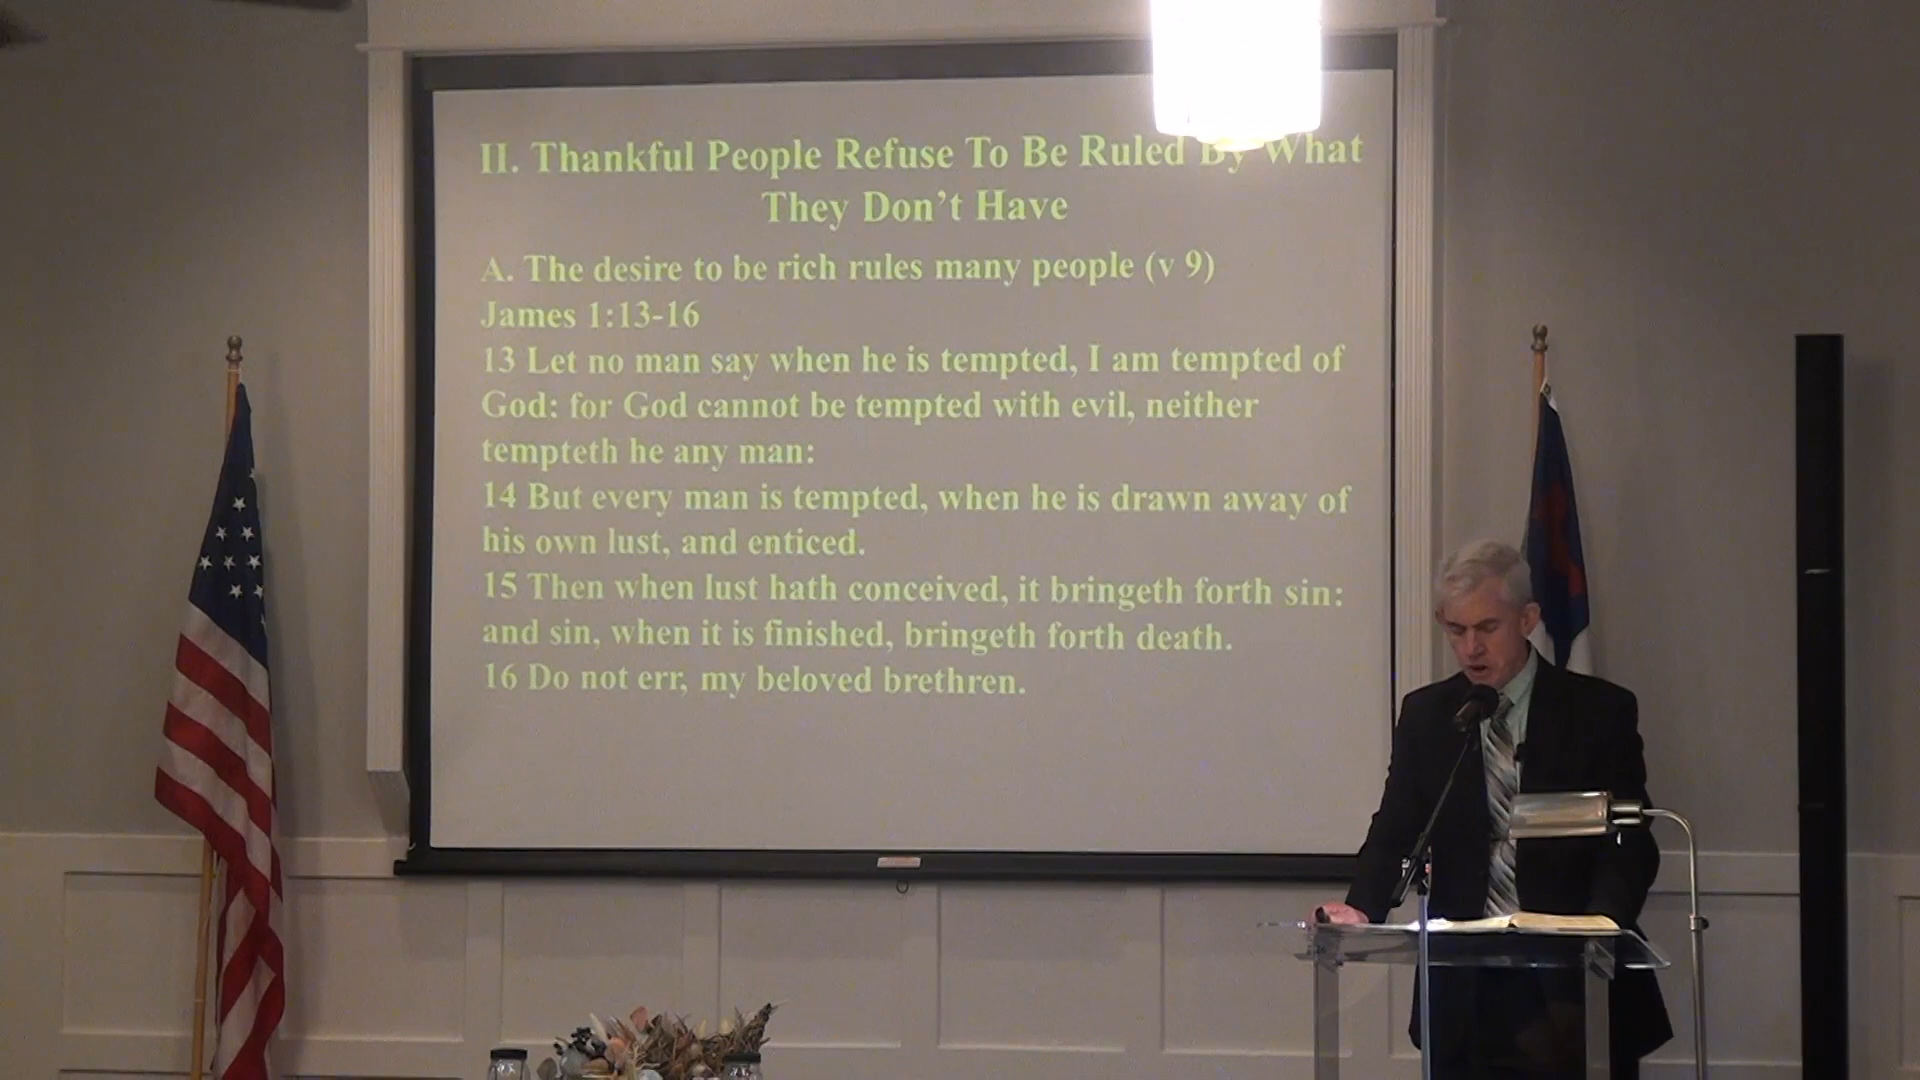 II. Thankful People Refuse To Be Ruled By What
They Don’t Have
A. The desire to be rich rules many people (v 9)
James 1:13-16
13 Let no man say when he is tempted, I am tempted of
God: for God cannot be tempted with evil, neither
tempteth he any man:
14 But every man is tempted, when he is drawn away of
his own lust, and enticed.
15 Then when lust hath conceived, it bringeth forth sin:
and sin, when it is finished, bringeth forth death.
16 Do not err, my beloved brethren.